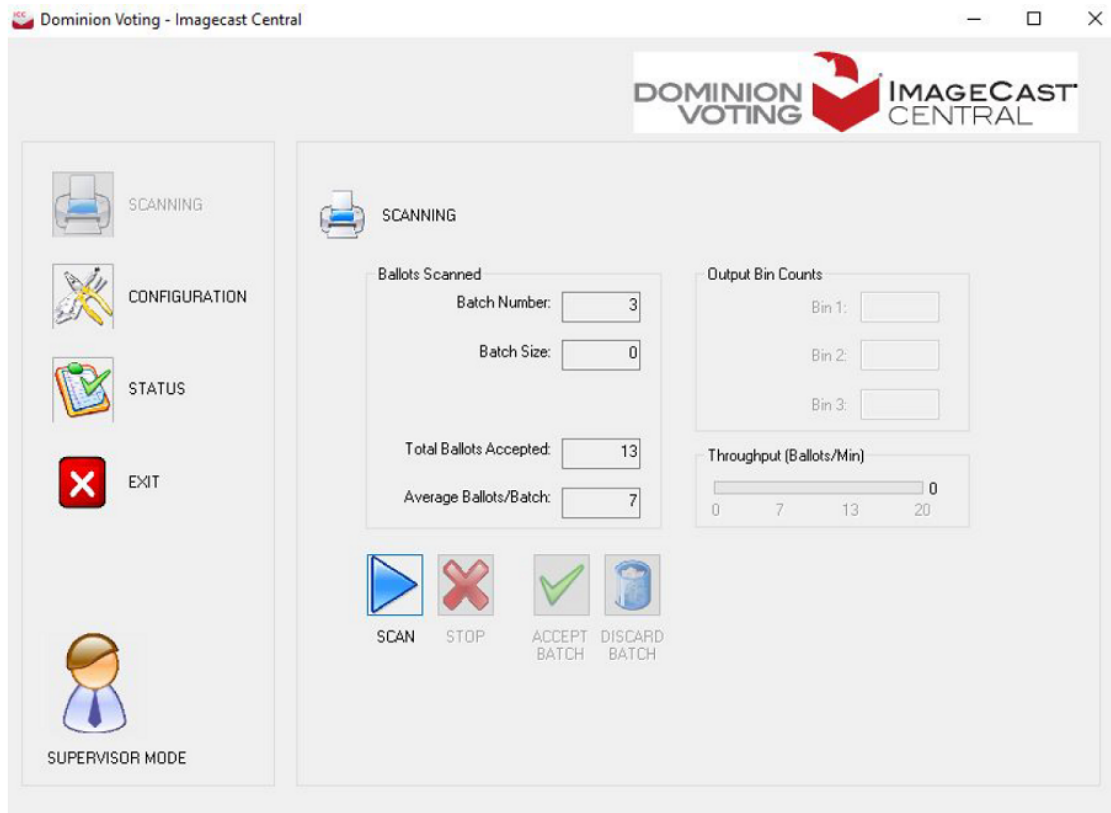 ICC Dominion Voting - Imagecast Central
DOMINION VOTING IMAGECAST CENTRAL
SCANNING
CONFIGURATION
STATUS
EXIT
SUPERVISOR MODE
SCANNING
Ballots Scanned
Batch Number: 3
Batch Size: 0
Total Ballots Accepted: 13
Average Ballots/Batch: 7
Output Bin Counts
Bin 1:
Bin 2:
Bin 3:
Throughput (Ballots/Min)
0
0 7 13 20
SCAN
STOP
ACCEPT BATCH
DISCARD BATCH